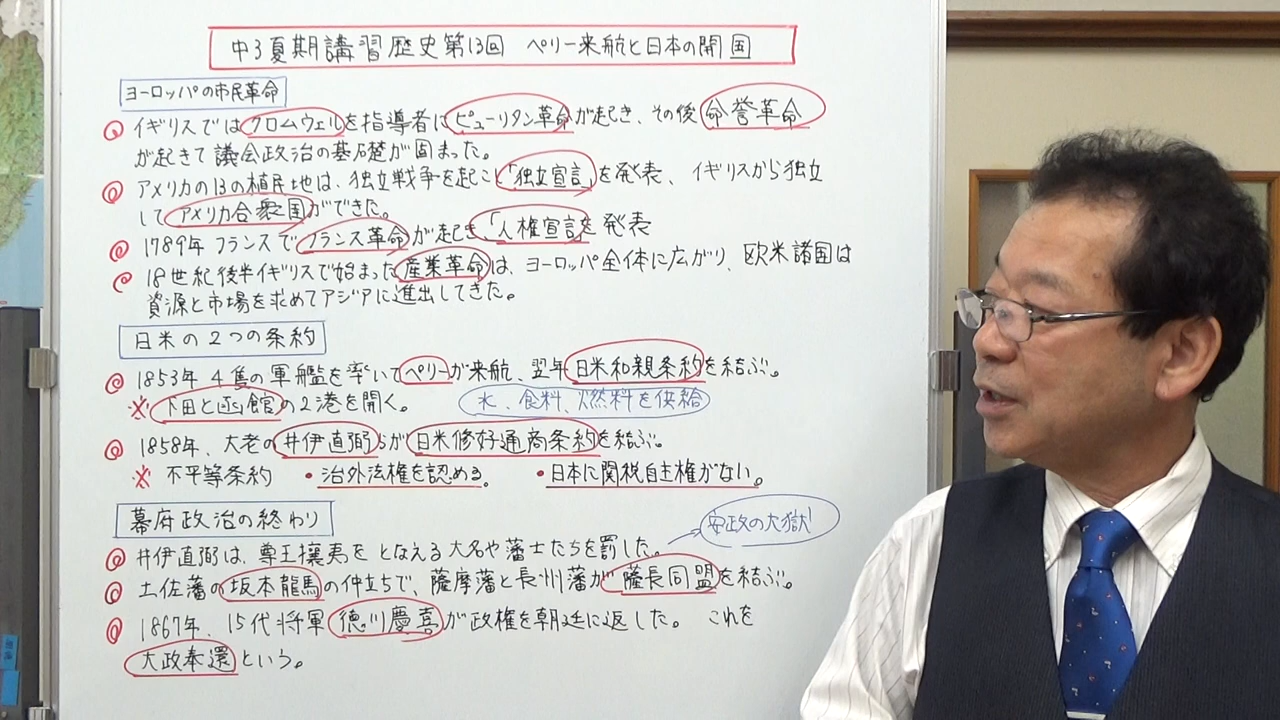 中3夏期講習歴史第13回 ペリー来航と日本の開国
ヨーロッパの市民革命
イギリスではクロムウェルを指導者にピューリタン革命が起き、その後命誉革命
が起きて議会政治の基礎が固まった。
アメリカの13の植民地は、独立戦争を起こし「独立宣言」を発表、イギリスから独立
してアメリカ合衆国ができた。
1789年フランスでフランス革命が起き「人権宣言」を発表
18世紀後半イギリスで始まった産業革命は、ヨーロッパ全体に広がり、欧米諸国は
資源と市場を求めてアジアに進出してきた。
日米の2つの条約
1853年4隻の軍艦を率いてペリーが来航、翌年日米和親条約を結ぶ。
※下田と函館の2港を開く。 水、食料、燃料を供給
1858年、大老の井伊直弼らが日米修好通商条約を結ぶ。
※ 不平等条約 ・治外法権を認める。 ・日本に関税自主権がない。
幕府政治の終わり
安政の大獄
井伊直弼は、尊王攘夷をとなえる大名や藩士たちを罰した。
土佐藩の坂本龍馬の仲立ちで、薩摩藩と長州藩が薩長同盟を結ぶ。
1867年、15代将軍徳川慶喜が政権を朝廷に返した。 これを
大政奉還という。